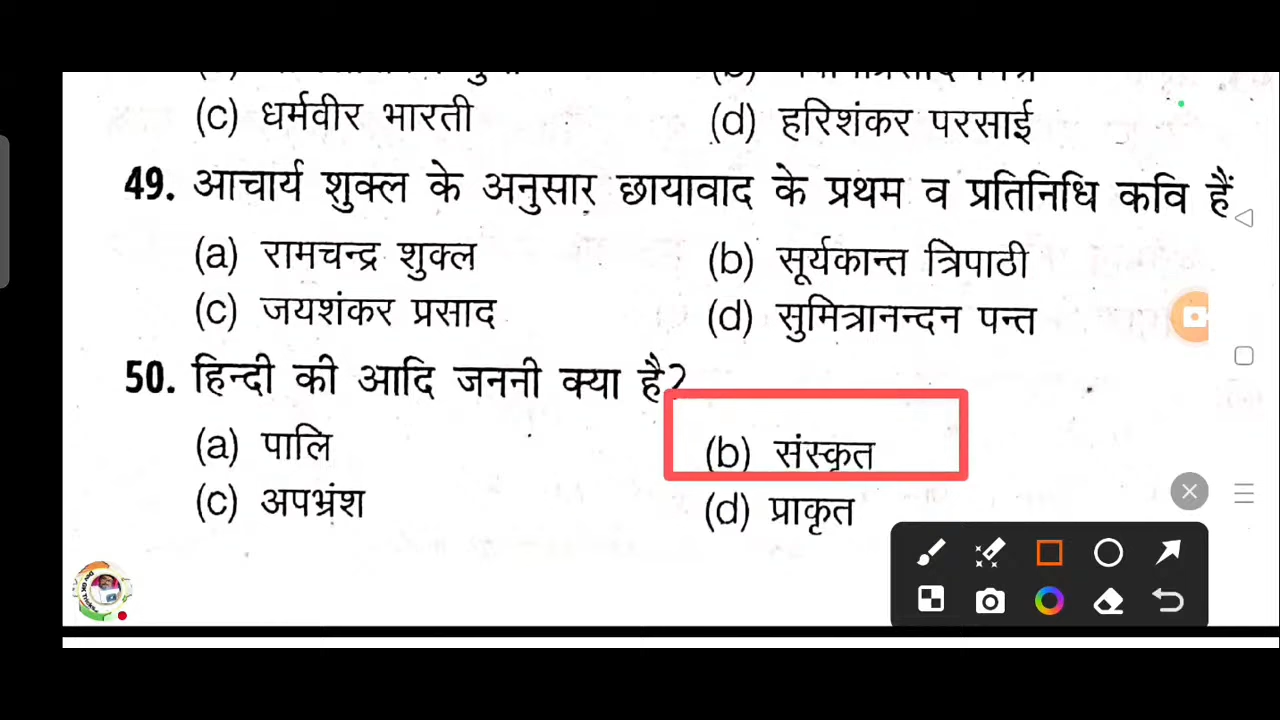 (c) धर्मवीर भारती (d) हरिशंकर परसाई
49. आचार्य शुक्ल के अनुसार छायावाद के प्रथम व प्रतिनिधि कवि हैं
(a) रामचन्द्र शुक्ल (b) सूर्यकान्त त्रिपाठी
(c) जयशंकर प्रसाद (d) सुमित्रानन्दन पन्त
50. हिन्दी की आदि जननी क्या है?
(a) पालि (b) संस्कृत
(c) अपभ्रंश (d) प्राकृत